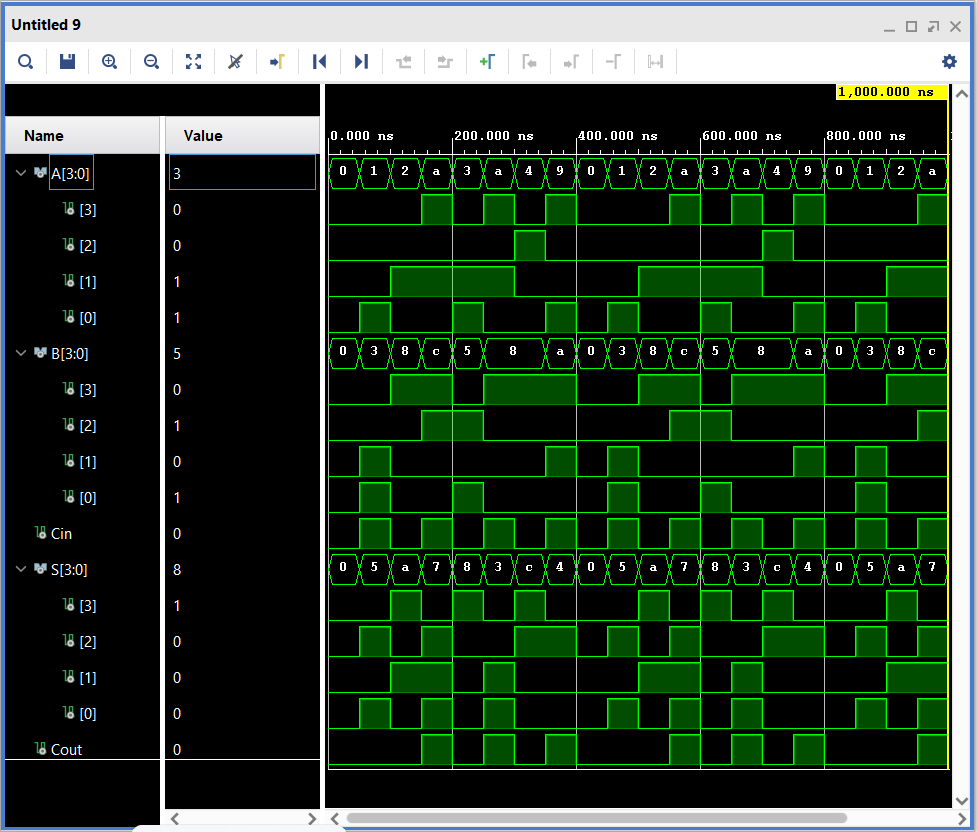 Untitled 9
1,000.000 ns
Name Value
0.000 ns 200.000 ns 400.000 ns 600.000 ns 800.000 ns
A[3:0] 3 0 1 2 a 3 a 4 9 0 1 2 a 3 a 4 9 0 1 2 a
[3] 0
[2] 0
[1] 1
[0] 1
B[3:0] 5 0 3 8 c 5 8 a 0 3 8 c 5 8 a 0 3 8 c
[3] 0
[2] 1
[1] 0
[0] 1
Cin 0
S[3:0] 8 0 5 a 7 8 3 c 4 0 5 a 7 8 3 c 4 0 5 a 7
[3] 1
[2] 0
[1] 0
[0] 0
Cout 0